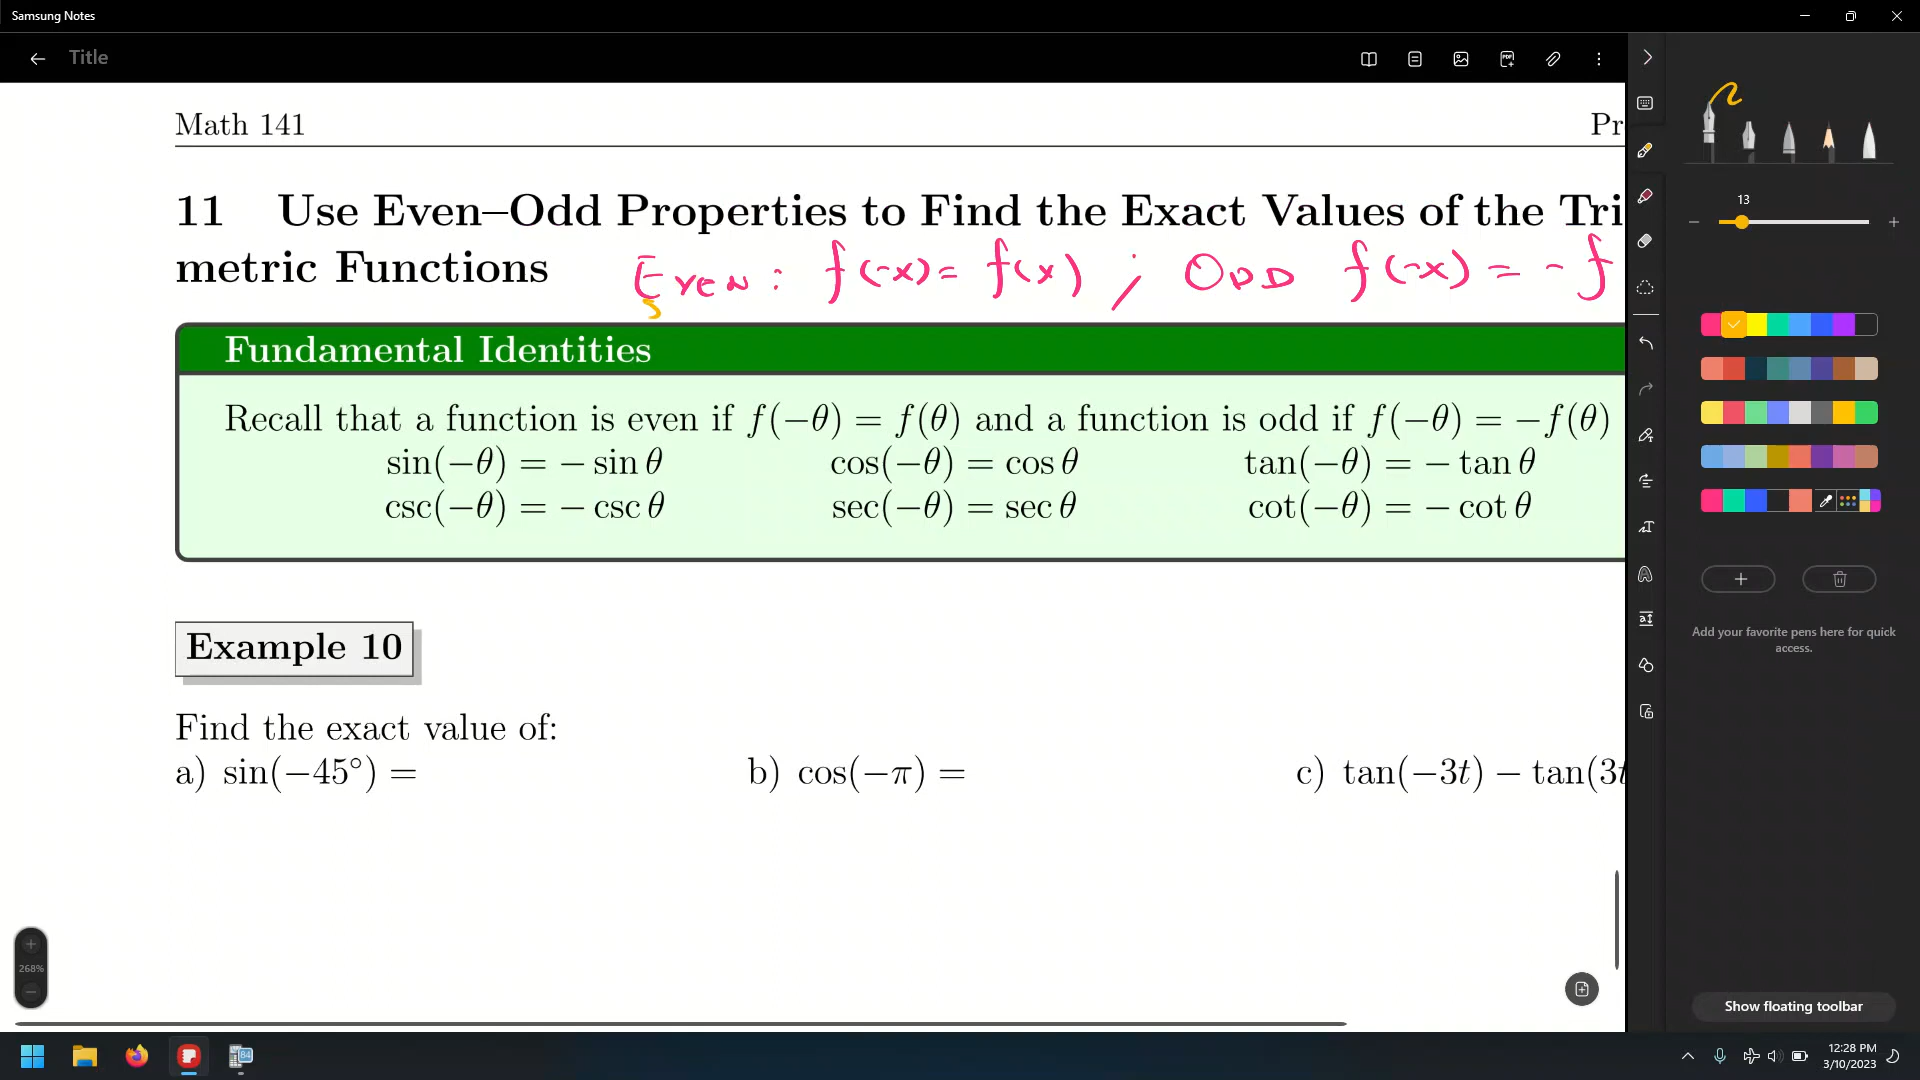 Samsung Notes
Title
Math 141
Pr
11 Use Even–Odd Properties to Find the Exact Values of the Tri
metric Functions
Even: f(-x) = f(x) ; ODD f(-x) = - f
Fundamental Identities
Recall that a function is even if f(−θ) = f(θ) and a function is odd if f(−θ) = −f(θ)
sin(−θ) = − sin θ cos(−θ) = cos θ tan(−θ) = − tan θ
csc(−θ) = − csc θ sec(−θ) = sec θ cot(−θ) = − cot θ
Example 10
Find the exact value of:
a) sin(−45°) = b) cos(−π) = c) tan(−3t) − tan(3t
268%
13
Add your favorite pens here for quick
access.
Show floating toolbar
84
12:28 PM
3/10/2023